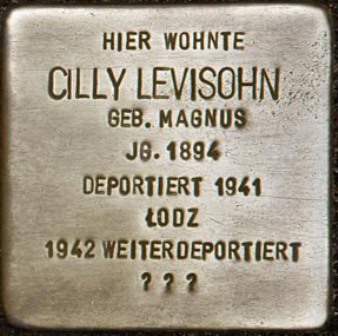 HIER WOHNTE
CILLY LEVISOHN
GEB. MAGNUS
JG. 1894
DEPORTIERT 1941
ŁODZ
1942 WEITERDEPORTIERT
? ? ?